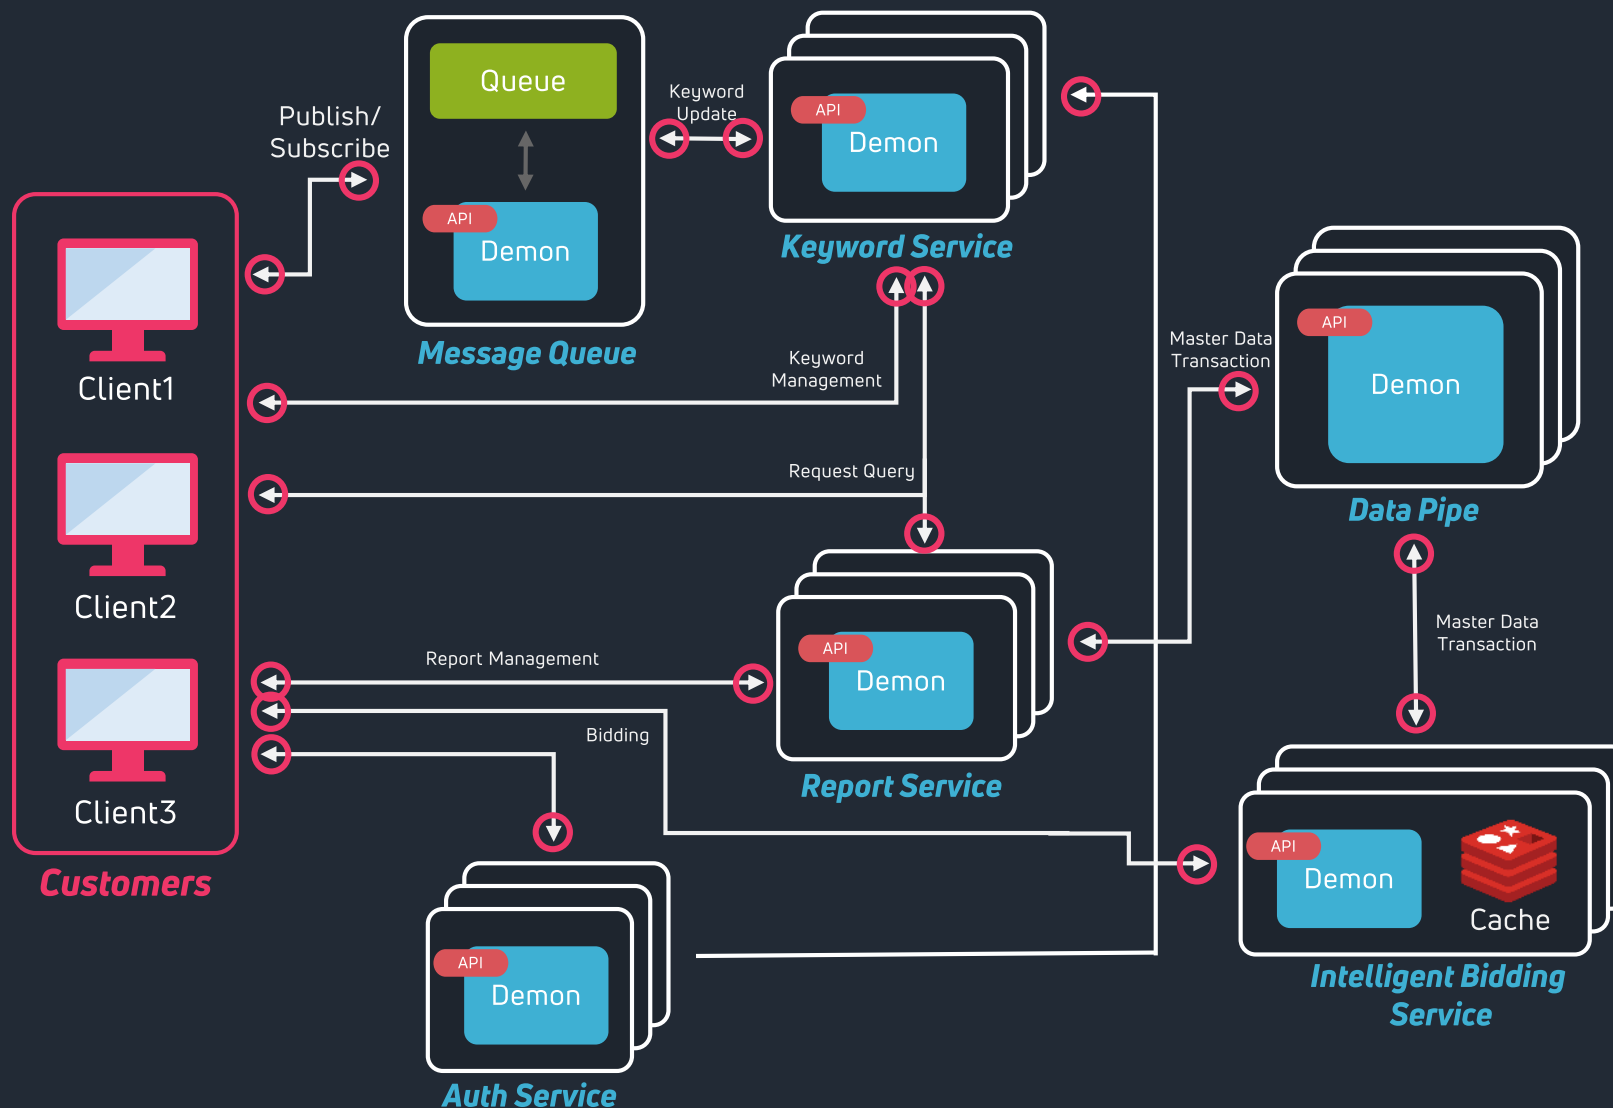 Queue
API
Demon
Message Queue
Publish/
Subscribe
Keyword
Update
API
Demon
Keyword Service
Client1
Client2
Client3
Customers
Keyword
Management
Request Query
Report Management
Bidding
API
Demon
Report Service
Master Data
Transaction
API
Demon
Data Pipe
Master Data
Transaction
API
Demon
Cache
Intelligent Bidding
Service
API
Demon
Auth Service